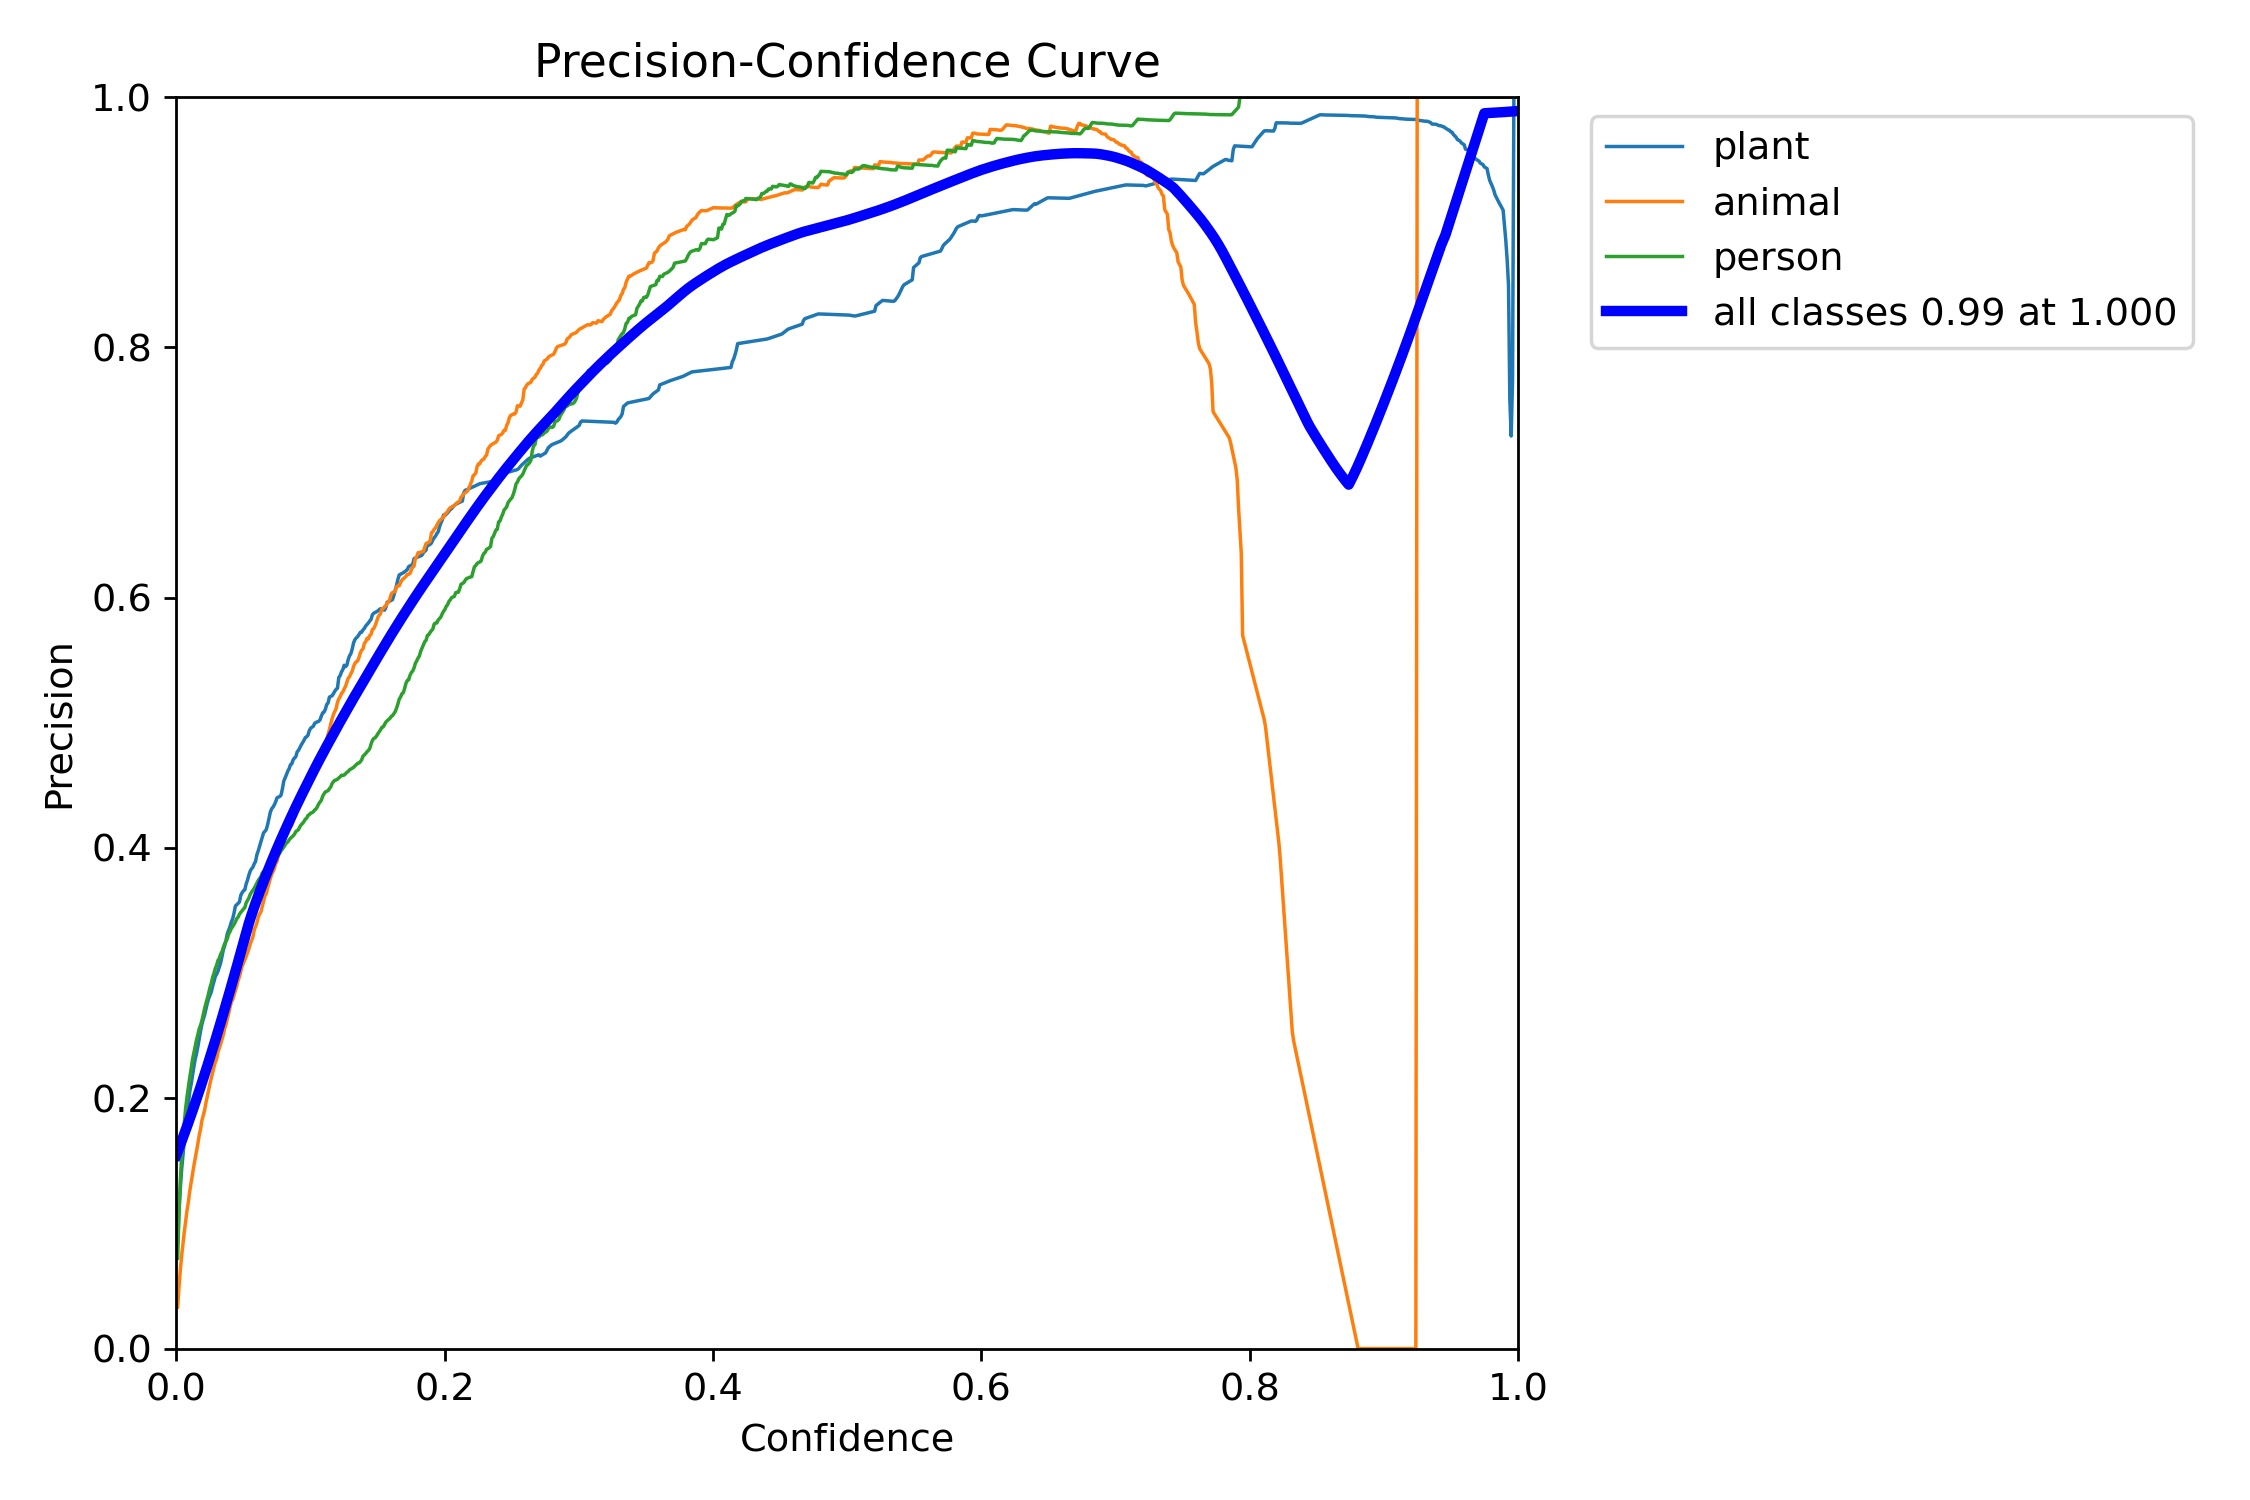 Precision-Confidence Curve
1.0
0.8
0.6
0.4
0.2
0.0
Precision
0.0 0.2 0.4 0.6 0.8 1.0
Confidence
plant
animal
person
all classes 0.99 at 1.000